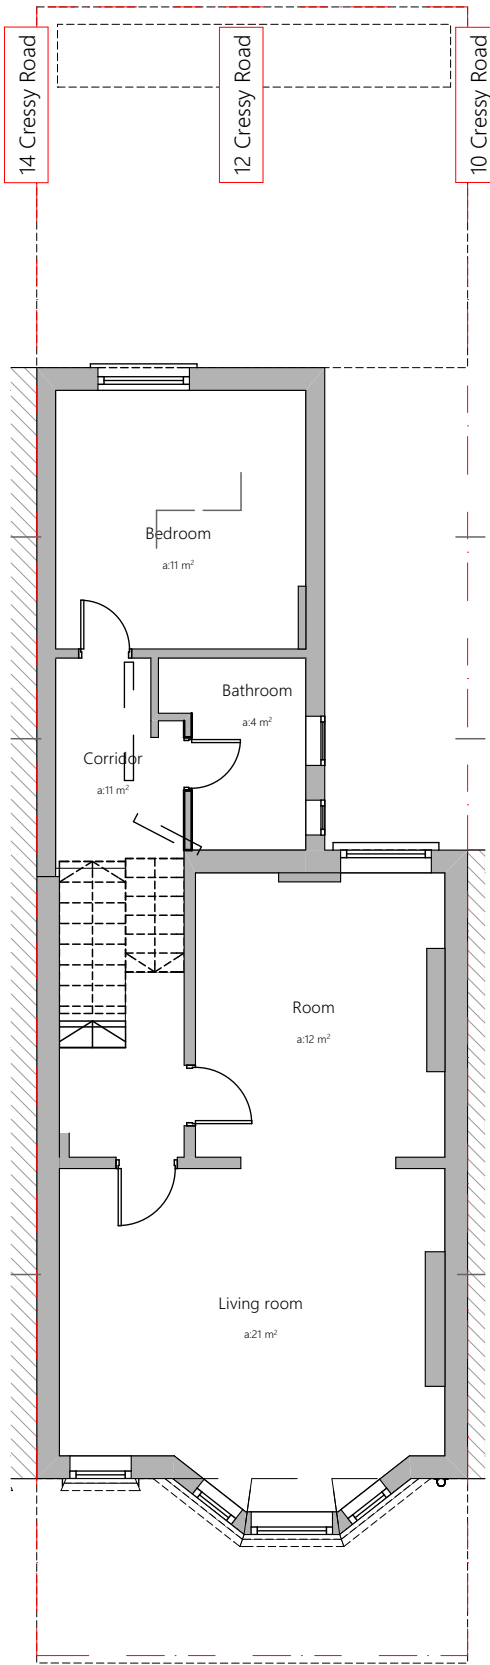 14 Cressy Road
12 Cressy Road
10 Cressy Road
Bedroom
a:11 m²
Bathroom
a:4 m²
Corridor
a:11 m²
Room
a:12 m²
Living room
a:21 m²